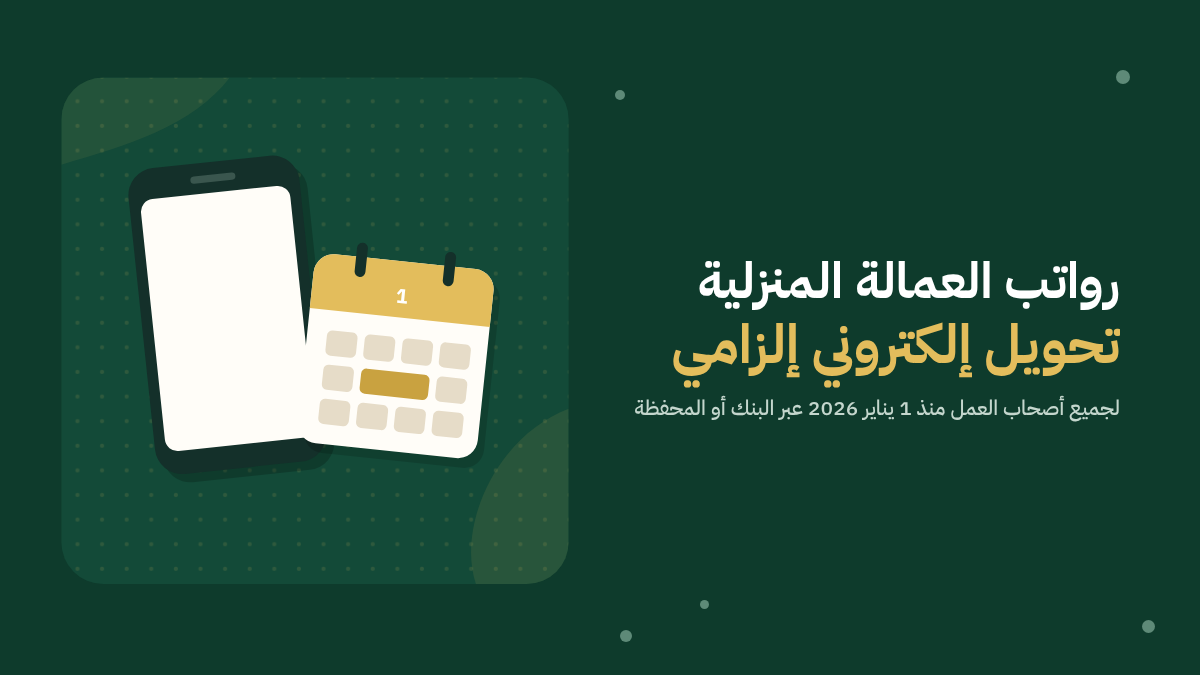 رواتب العمالة المنزلية
تحويل إلكتروني إلزامي
لجميع أصحاب العمل منذ 1 يناير 2026 عبر البنك أو المحفظة
1